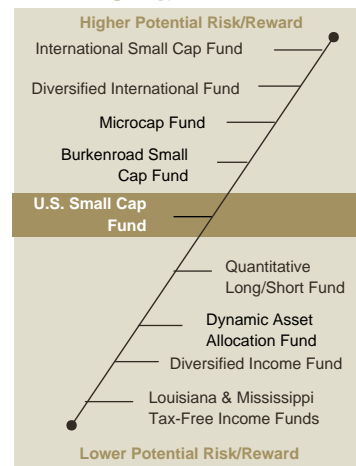 Higher Potential Risk/Reward
International Small Cap Fund
Diversified International Fund
Microcap Fund
Burkenroad Small
Cap Fund
U.S. Small Cap
Fund
Quantitative
Long/Short Fund
Dynamic Asset
Allocation Fund
Diversified Income Fund
Louisiana & Mississippi
Tax-Free Income Funds
Lower Potential Risk/Reward